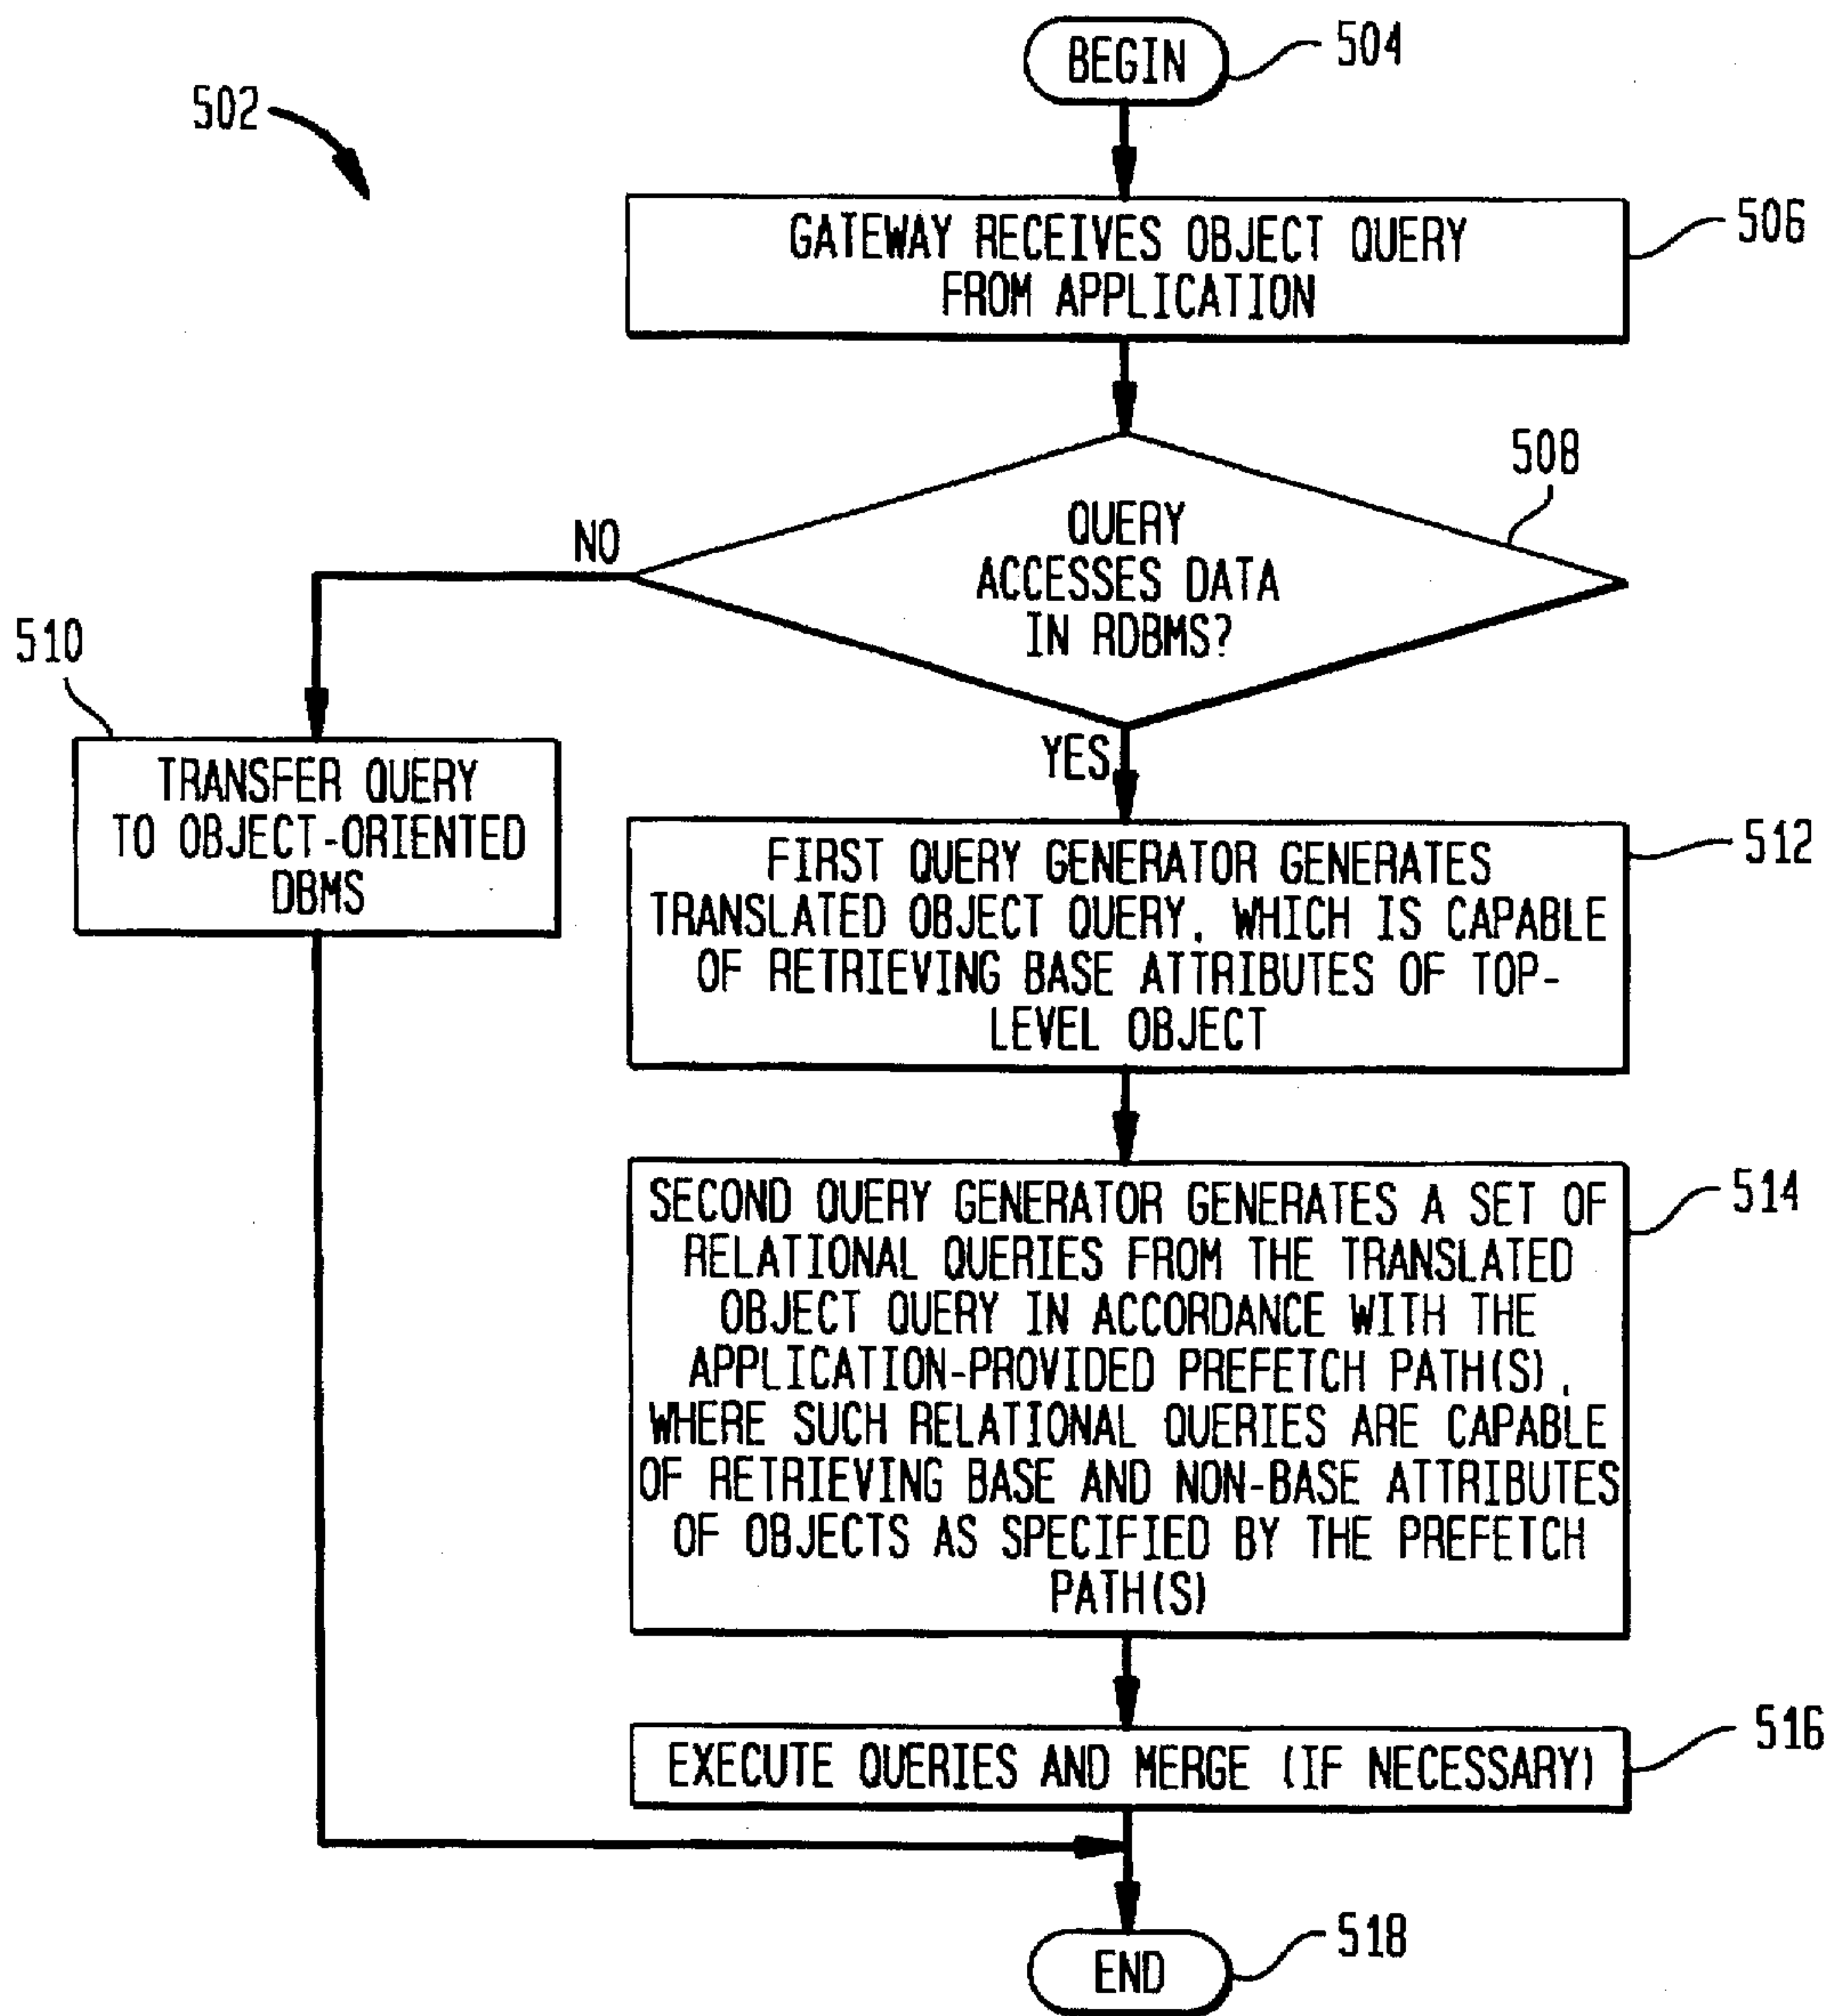 BEGIN
504
502
GATEWAY RECEIVES OBJECT QUERY
FROM APPLICATION
506
QUERY
ACCESSES DATA
IN RDBMS?
508
NO
YES
510
TRANSFER QUERY
TO OBJECT-ORIENTED
DBMS
FIRST QUERY GENERATOR GENERATES
TRANSLATED OBJECT QUERY, WHICH IS CAPABLE
OF RETRIEVING BASE ATTRIBUTES OF TOP-
LEVEL OBJECT
512
SECOND QUERY GENERATOR GENERATES A SET OF
RELATIONAL QUERIES FROM THE TRANSLATED
OBJECT QUERY IN ACCORDANCE WITH THE
APPLICATION-PROVIDED PREFETCH PATH(S),
WHERE SUCH RELATIONAL QUERIES ARE CAPABLE
OF RETRIEVING BASE AND NON-BASE ATTRIBUTES
OF OBJECTS AS SPECIFIED BY THE PREFETCH
PATH(S)
514
EXECUTE QUERIES AND MERGE (IF NECESSARY)
516
END
518